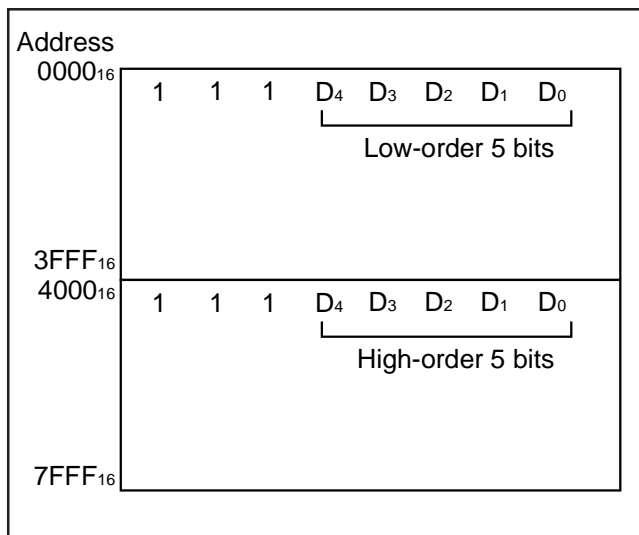 Address
0000₁₆
1 1 1 D₄ D₃ D₂ D₁ D₀
Low-order 5 bits
3FFF₁₆
4000₁₆
1 1 1 D₄ D₃ D₂ D₁ D₀
High-order 5 bits
7FFF₁₆